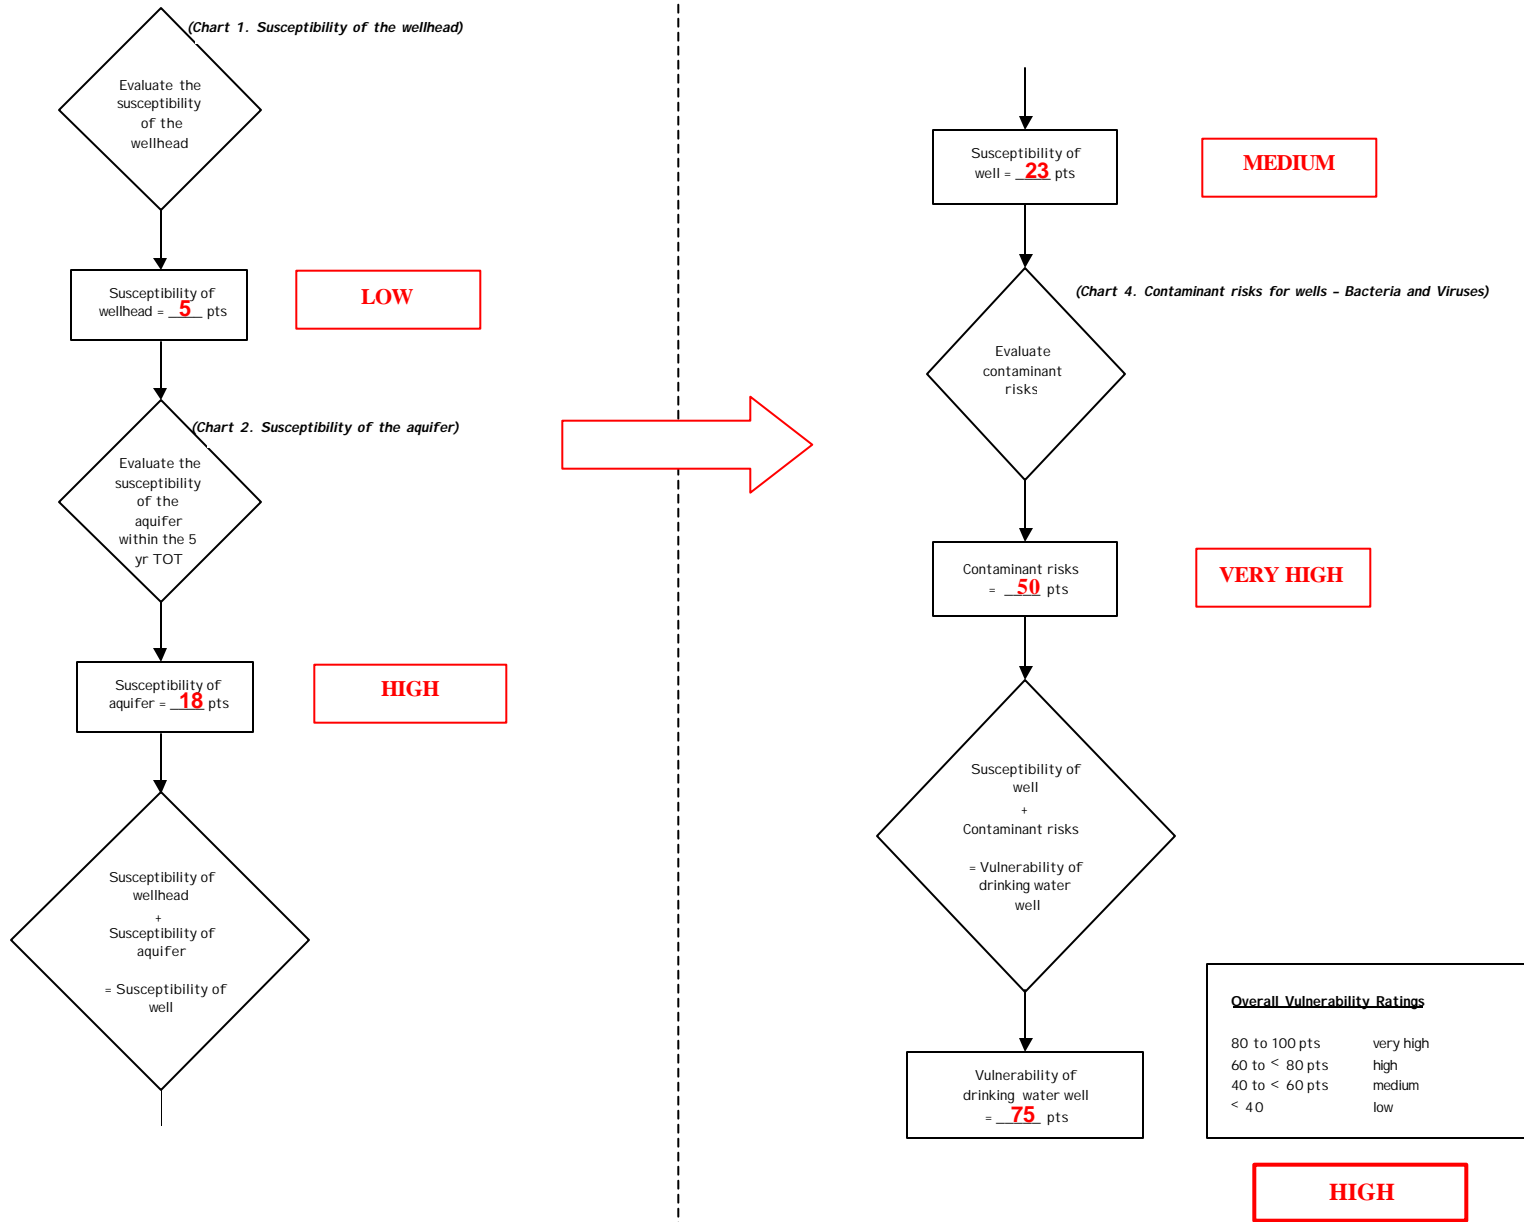 (Chart 1. Susceptibility of the wellhead)
Evaluate the
susceptibility
of the
wellhead
Susceptibility of
wellhead = 5 pts
LOW
(Chart 2. Susceptibility of the aquifer)
Evaluate the
susceptibility
of the
aquifer
within the 5
yr TOT
Susceptibility of
aquifer = 18 pts
HIGH
Susceptibility of
wellhead
+
Susceptibility of
aquifer
= Susceptibility of
well
Susceptibility of
well = 23 pts
MEDIUM
(Chart 4. Contaminant risks for wells – Bacteria and Viruses)
Evaluate
contaminant
risks
Contaminant risks
= 50 pts
VERY HIGH
Susceptibility of
well
+
Contaminant risks
= Vulnerability of
drinking water
well
Vulnerability of
drinking water well
= 75 pts
Overall Vulnerability Ratings
80 to 100 pts very high
60 to < 80 pts high
40 to < 60 pts medium
< 40 low
HIGH